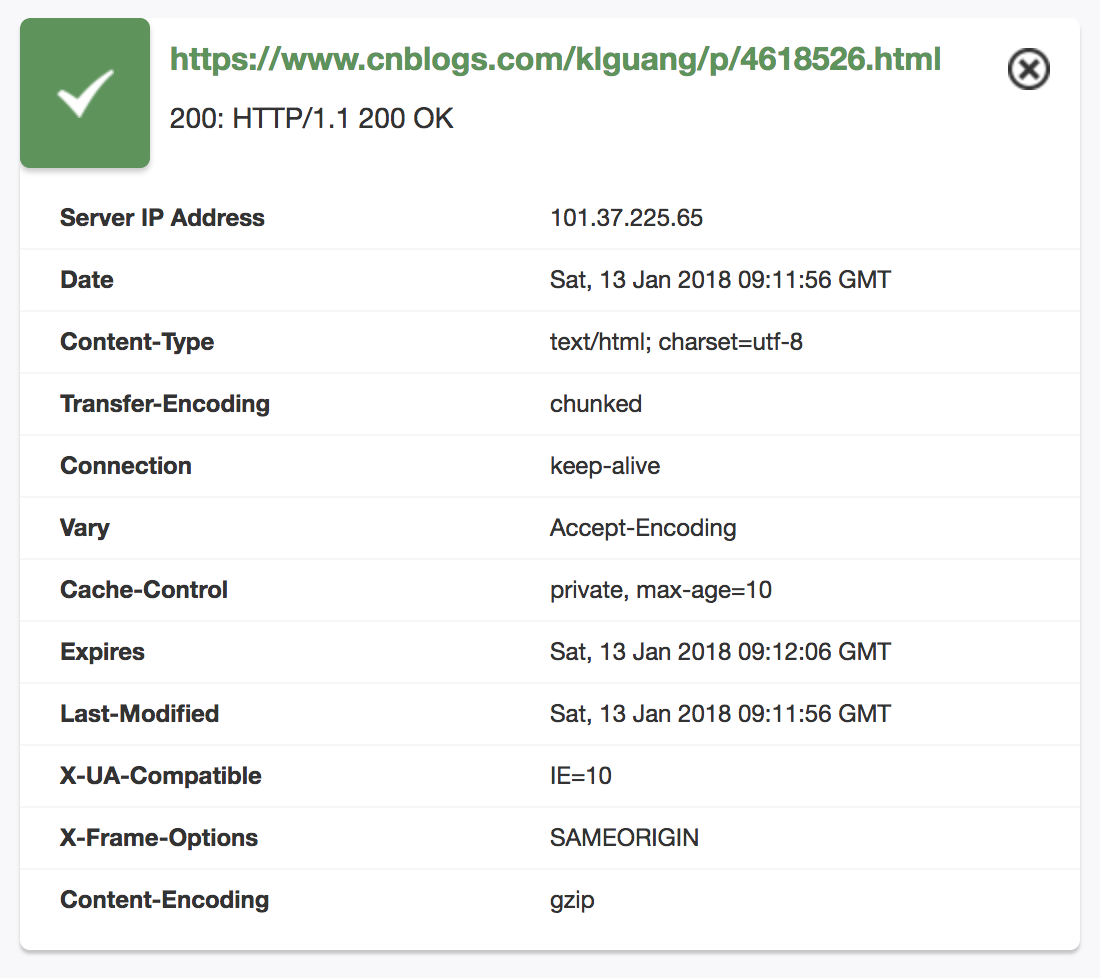 https://www.cnblogs.com/klguang/p/4618526.html
200: HTTP/1.1 200 OK
Server IP Address 101.37.225.65
Date Sat, 13 Jan 2018 09:11:56 GMT
Content-Type text/html; charset=utf-8
Transfer-Encoding chunked
Connection keep-alive
Vary Accept-Encoding
Cache-Control private, max-age=10
Expires Sat, 13 Jan 2018 09:12:06 GMT
Last-Modified Sat, 13 Jan 2018 09:11:56 GMT
X-UA-Compatible IE=10
X-Frame-Options SAMEORIGIN
Content-Encoding gzip